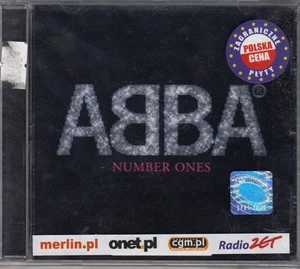 ZAGRANICZNE
POLSKA
CENA
PŁYTY
ABBA®
NUMBER ONES
merlin.pl onet.pl cgm.pl Radio ZET